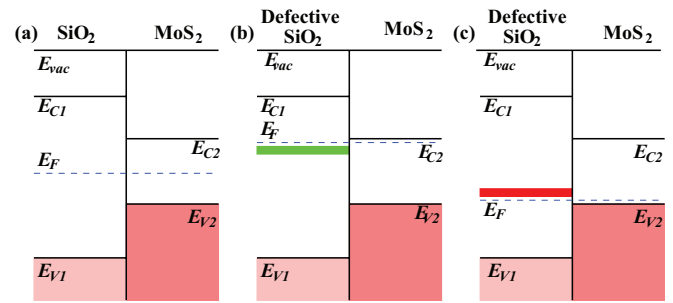 (a) SiO2 MoS2
Evac
EC1
EF
EC2
EV2
EV1
(b) Defective
SiO2 MoS2
Evac
EC1
EF
EC2
EV2
EV1
(c) Defective
SiO2 MoS2
Evac
EC1
EC2
EF
EV2
EV1